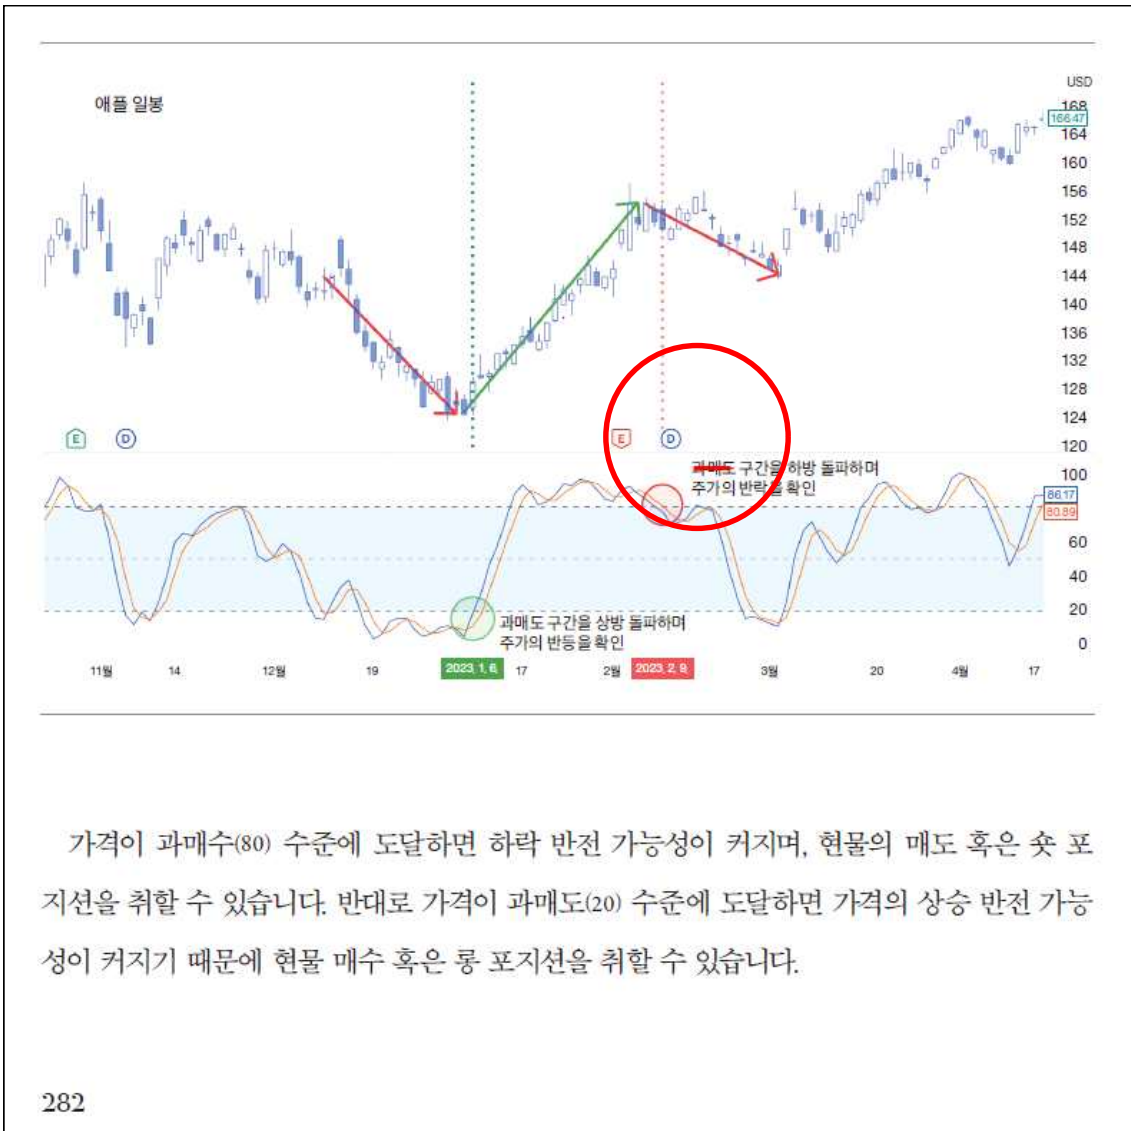 애플 일봉
USD
168
166.47
164
160
156
152
148
144
140
136
132
128
124
120
E
D
E
D
과매도 구간을 하방 돌파하며
주가의 반락을 확인
100
86.17
80.89
60
40
20
0
과매도 구간을 상방 돌파하며
주가의 반등을 확인
11월
14
12월
19
2023. 1. 6.
17
2월
2023. 2. 9.
3월
20
4월
17
가격이 과매수(80) 수준에 도달하면 하락 반전 가능성이 커지며, 현물의 매도 혹은 숏 포
지션을 취할 수 있습니다. 반대로 가격이 과매도(20) 수준에 도달하면 가격의 상승 반전 가능
성이 커지기 때문에 현물 매수 혹은 롱 포지션을 취할 수 있습니다.
282